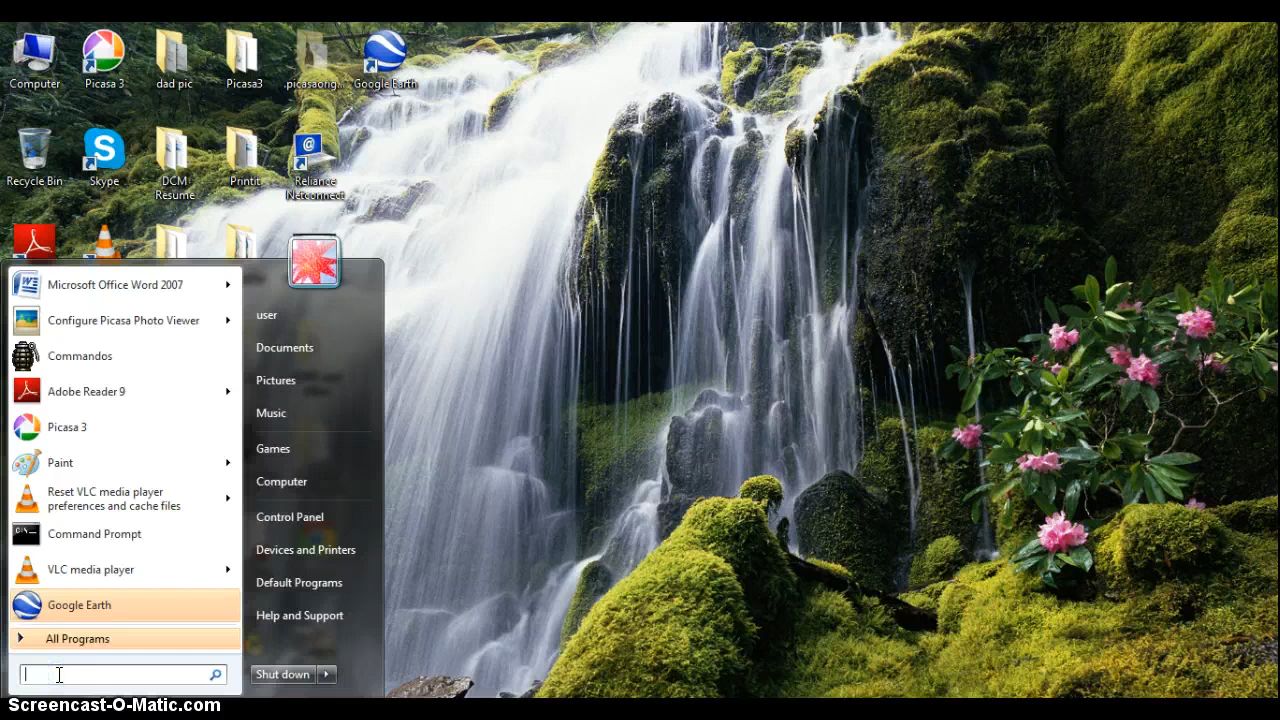 Computer
Picasa 3
dad pic
Picasa3
.picasaorig...
Google Earth
Recycle Bin
Skype
DCM
Resume
Printit
Reliance
Netconnect
Microsoft Office Word 2007
Configure Picasa Photo Viewer
Commandos
Adobe Reader 9
Picasa 3
Paint
Reset VLC media player
preferences and cache files
Command Prompt
VLC media player
Google Earth
All Programs
user
Documents
Pictures
Music
Games
Computer
Control Panel
Devices and Printers
Default Programs
Help and Support
Shut down
Screencast-O-Matic.com